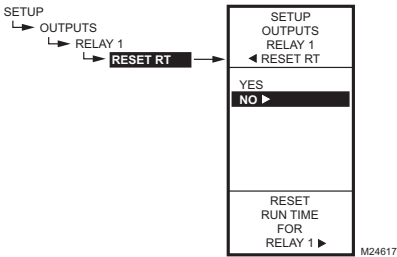 SETUP
OUTPUTS
RELAY 1
RESET RT
SETUP
OUTPUTS
RELAY 1
◄ RESET RT
YES
NO ►
RESET
RUN TIME
FOR
RELAY 1 ►
M24617